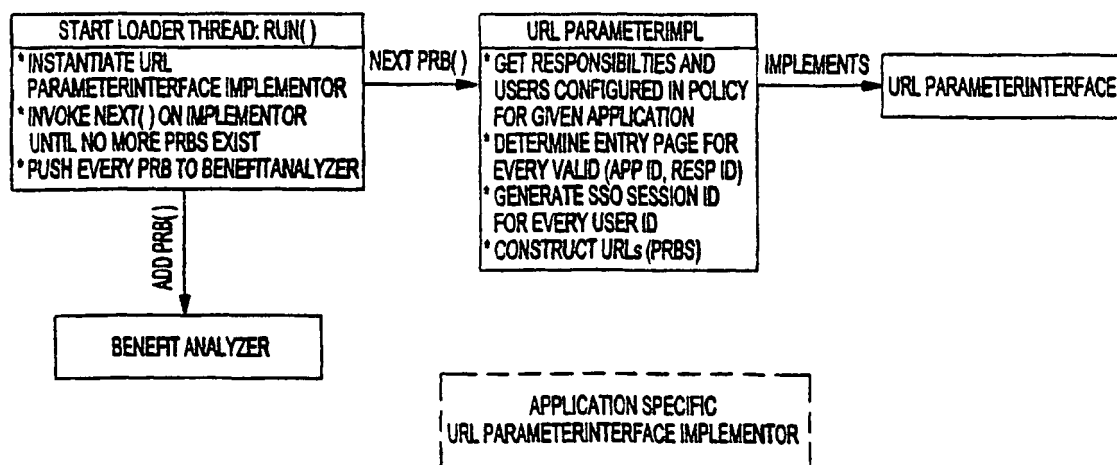 START LOADER THREAD: RUN( )
* INSTANTIATE URL
PARAMETERINTERFACE IMPLEMENTOR
* INVOKE NEXT( ) ON IMPLEMENTOR
UNTIL NO MORE PRBS EXIST
* PUSH EVERY PRB TO BENEFITANALYZER
NEXT PRB( )
URL PARAMETERIMPL
* GET RESPONSIBILTIES AND
USERS CONFIGURED IN POLICY
FOR GIVEN APPLICATION
* DETERMINE ENTRY PAGE FOR
EVERY VALID (APP ID, RESP ID)
* GENERATE SSO SESSION ID
FOR EVERY USER ID
* CONSTRUCT URLs (PRBS)
IMPLEMENTS
URL PARAMETERINTERFACE
ADD PRB( )
BENEFIT ANALYZER
APPLICATION SPECIFIC
URL PARAMETERINTERFACE IMPLEMENTOR